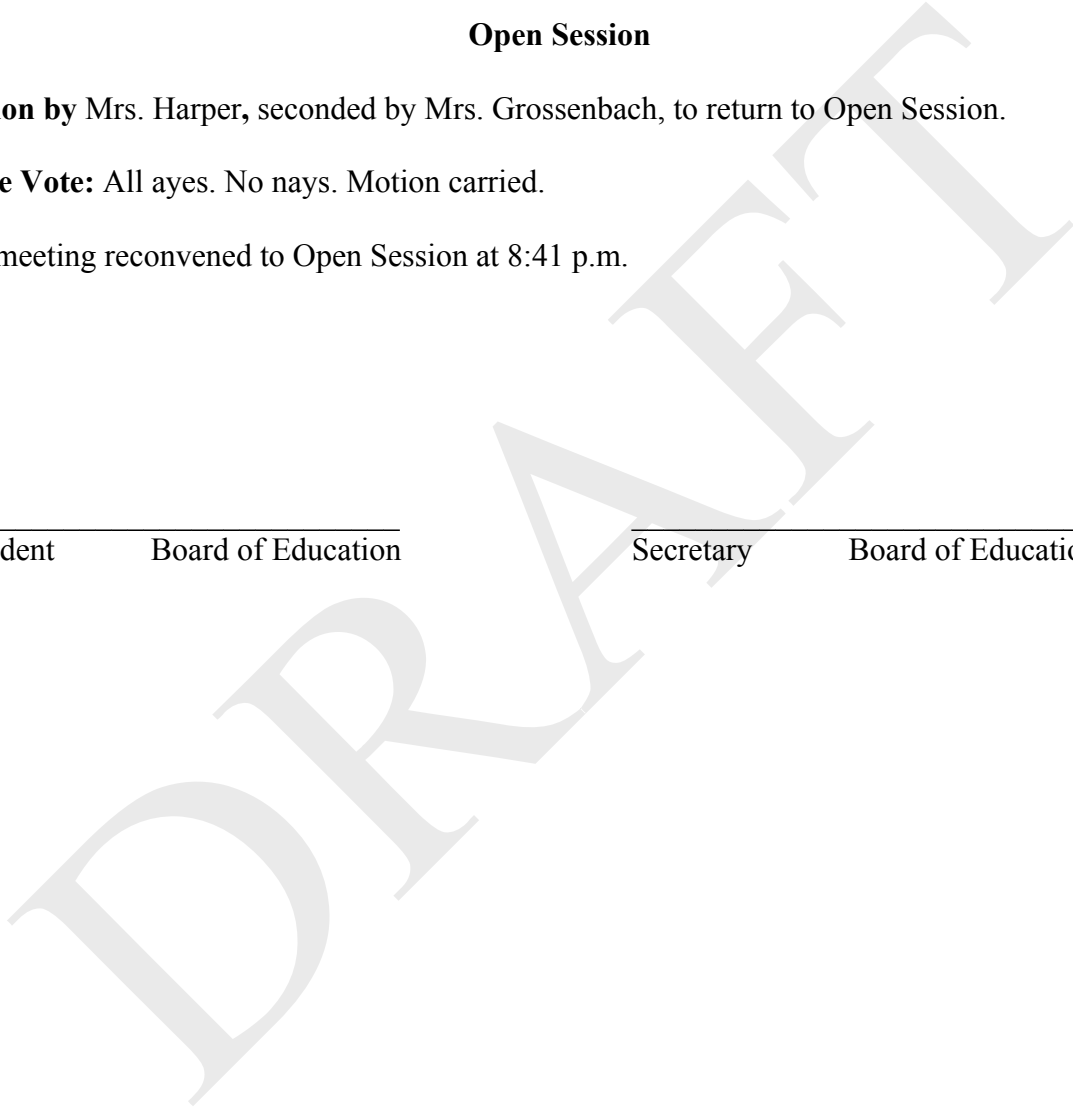 Open Session
on by Mrs. Harper, seconded by Mrs. Grossenbach, to return to Open Session.
e Vote: All ayes. No nays. Motion carried.
meeting reconvened to Open Session at 8:41 p.m.
dent Board of Education Secretary Board of Educatio
DRAFT